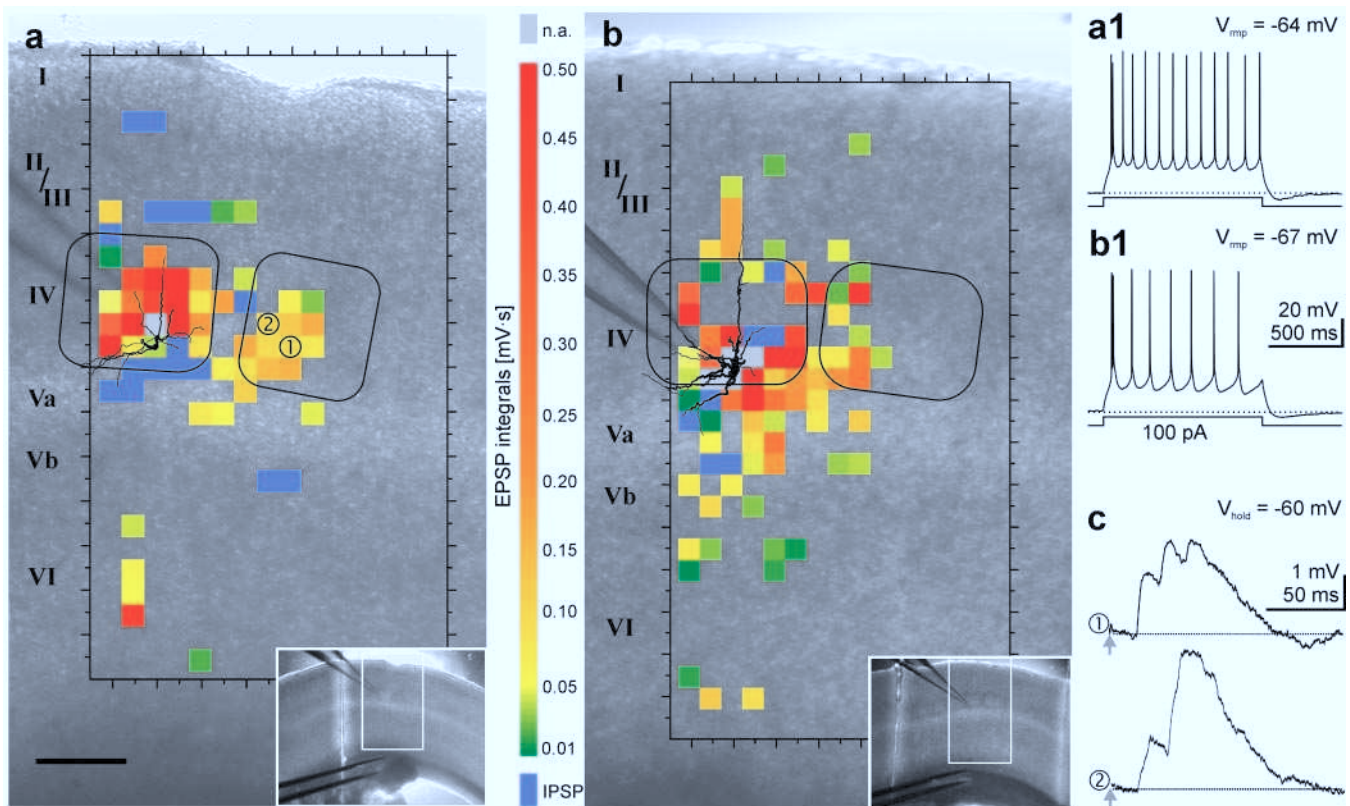 a
I
II
/
III
IV
Va
Vb
VI
2
1
n.a.
0.50
0.45
0.40
0.35
0.30
0.25
0.20
0.15
0.10
0.05
0.01
IPSP
EPSP integrals [mV·s]
b
I
II
/
III
IV
Va
Vb
VI
a1
Vrmp = -64 mV
b1
Vrmp = -67 mV
20 mV
500 ms
100 pA
c
Vhold = -60 mV
1 mV
50 ms
1
2